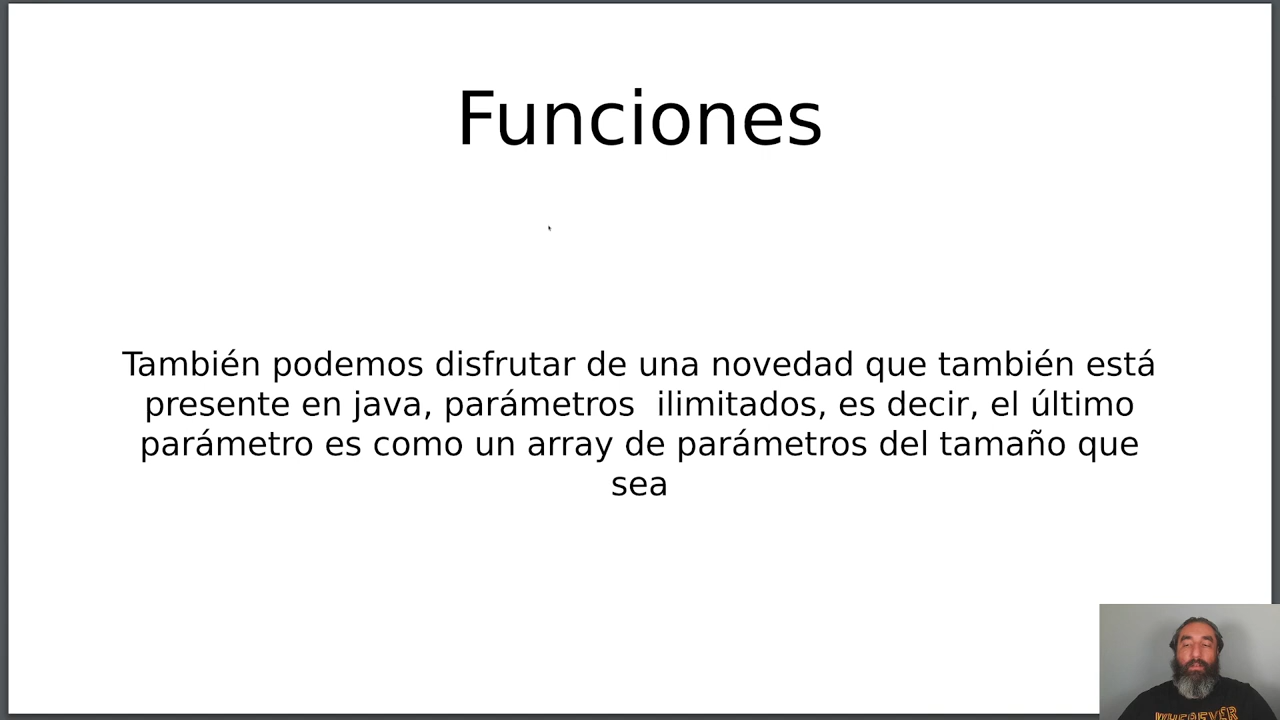 Funciones
También podemos disfrutar de una novedad que también está
presente en java, parámetros  ilimitados, es decir, el último
parámetro es como un array de parámetros del tamaño que
sea
WHEREVER